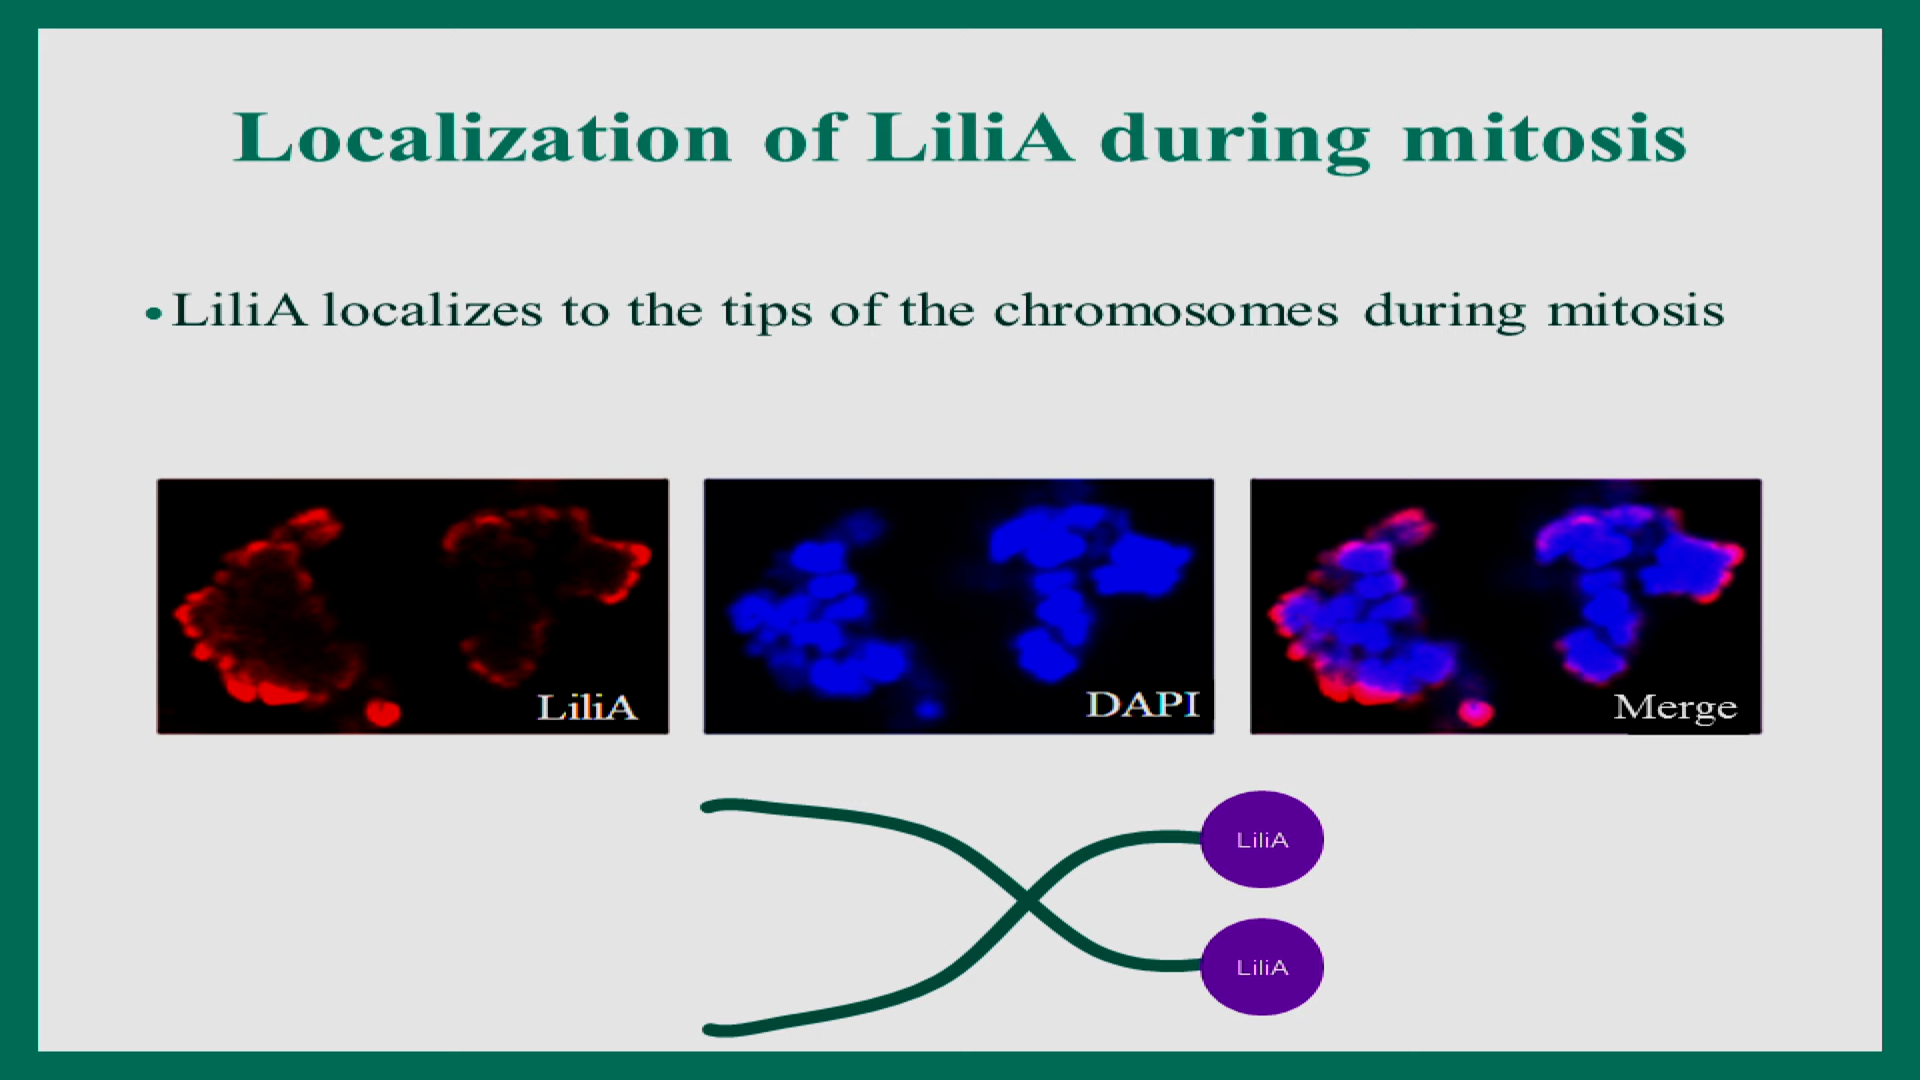 Localization of LiliA during mitosis
•LiliA localizes to the tips of the chromosomes during mitosis
LiliA
DAPI
Merge
LiliA
LiliA